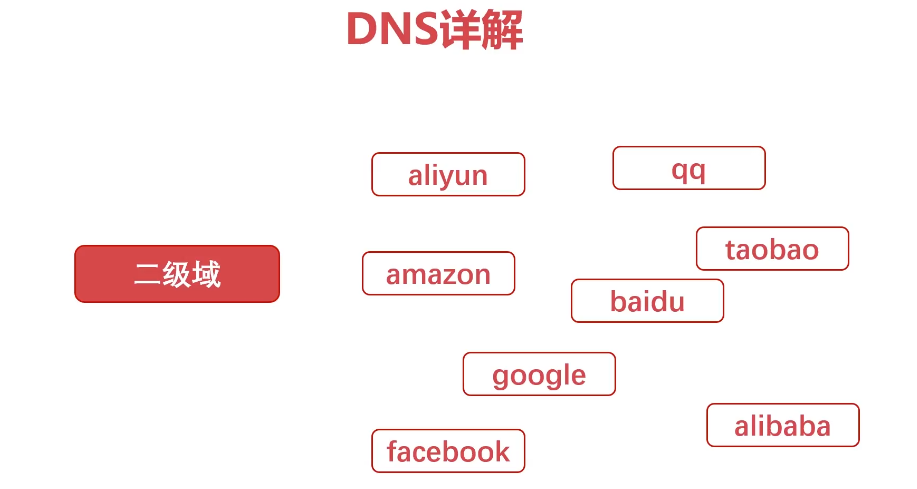 DNS详解
aliyun
qq
taobao
二级域
amazon
baidu
google
alibaba
facebook